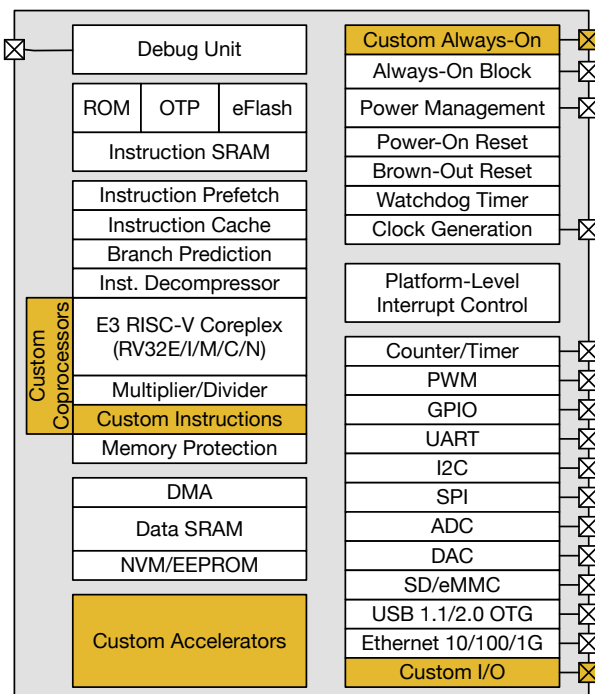 Debug Unit
ROM OTP eFlash
Instruction SRAM
Instruction Prefetch
Instruction Cache
Branch Prediction
Inst. Decompressor
Custom
Coprocessors
E3 RISC-V Coreplex
(RV32E/I/M/C/N)
Multiplier/Divider
Custom Instructions
Memory Protection
DMA
Data SRAM
NVM/EEPROM
Custom Accelerators
Custom Always-On
Always-On Block
Power Management
Power-On Reset
Brown-Out Reset
Watchdog Timer
Clock Generation
Platform-Level
Interrupt Control
Counter/Timer
PWM
GPIO
UART
I2C
SPI
ADC
DAC
SD/eMMC
USB 1.1/2.0 OTG
Ethernet 10/100/1G
Custom I/O